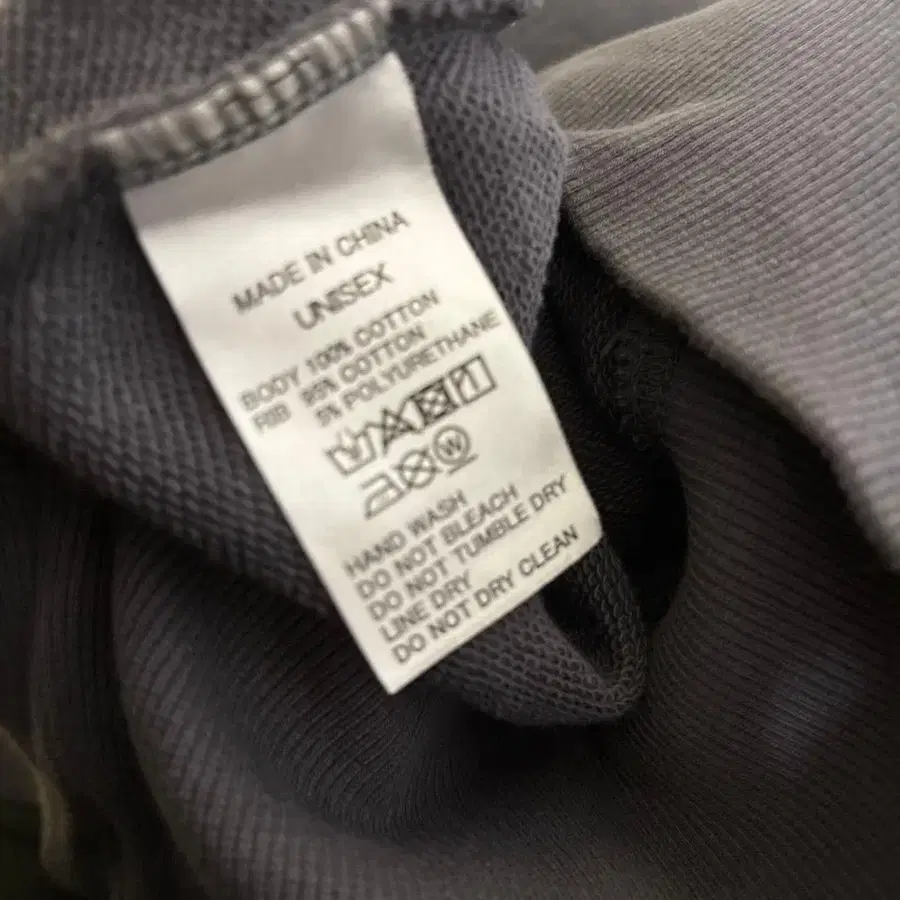 MADE IN CHINA
UNISEX
BODY 100% COTTON
RIB 95% COTTON
5% POLYURETHANE
W
HAND WASH
DO NOT BLEACH
DO NOT TUMBLE DRY
LINE DRY
DO NOT DRY CLEAN